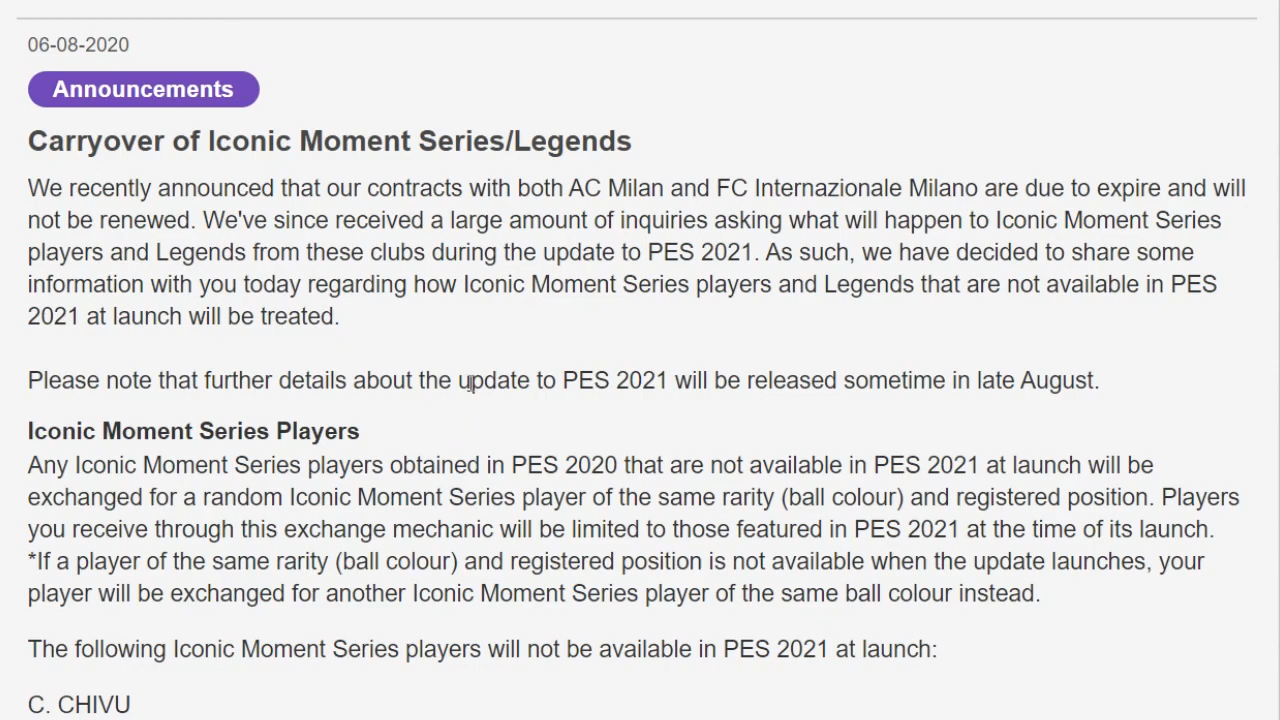 06-08-2020
Announcements
Carryover of Iconic Moment Series/Legends
We recently announced that our contracts with both AC Milan and FC Internazionale Milano are due to expire and will
not be renewed. We've since received a large amount of inquiries asking what will happen to Iconic Moment Series
players and Legends from these clubs during the update to PES 2021. As such, we have decided to share some
information with you today regarding how Iconic Moment Series players and Legends that are not available in PES
2021 at launch will be treated.
Please note that further details about the update to PES 2021 will be released sometime in late August.
Iconic Moment Series Players
Any Iconic Moment Series players obtained in PES 2020 that are not available in PES 2021 at launch will be
exchanged for a random Iconic Moment Series player of the same rarity (ball colour) and registered position. Players
you receive through this exchange mechanic will be limited to those featured in PES 2021 at the time of its launch.
*If a player of the same rarity (ball colour) and registered position is not available when the update launches, your
player will be exchanged for another Iconic Moment Series player of the same ball colour instead.
The following Iconic Moment Series players will not be available in PES 2021 at launch:
C. CHIVU